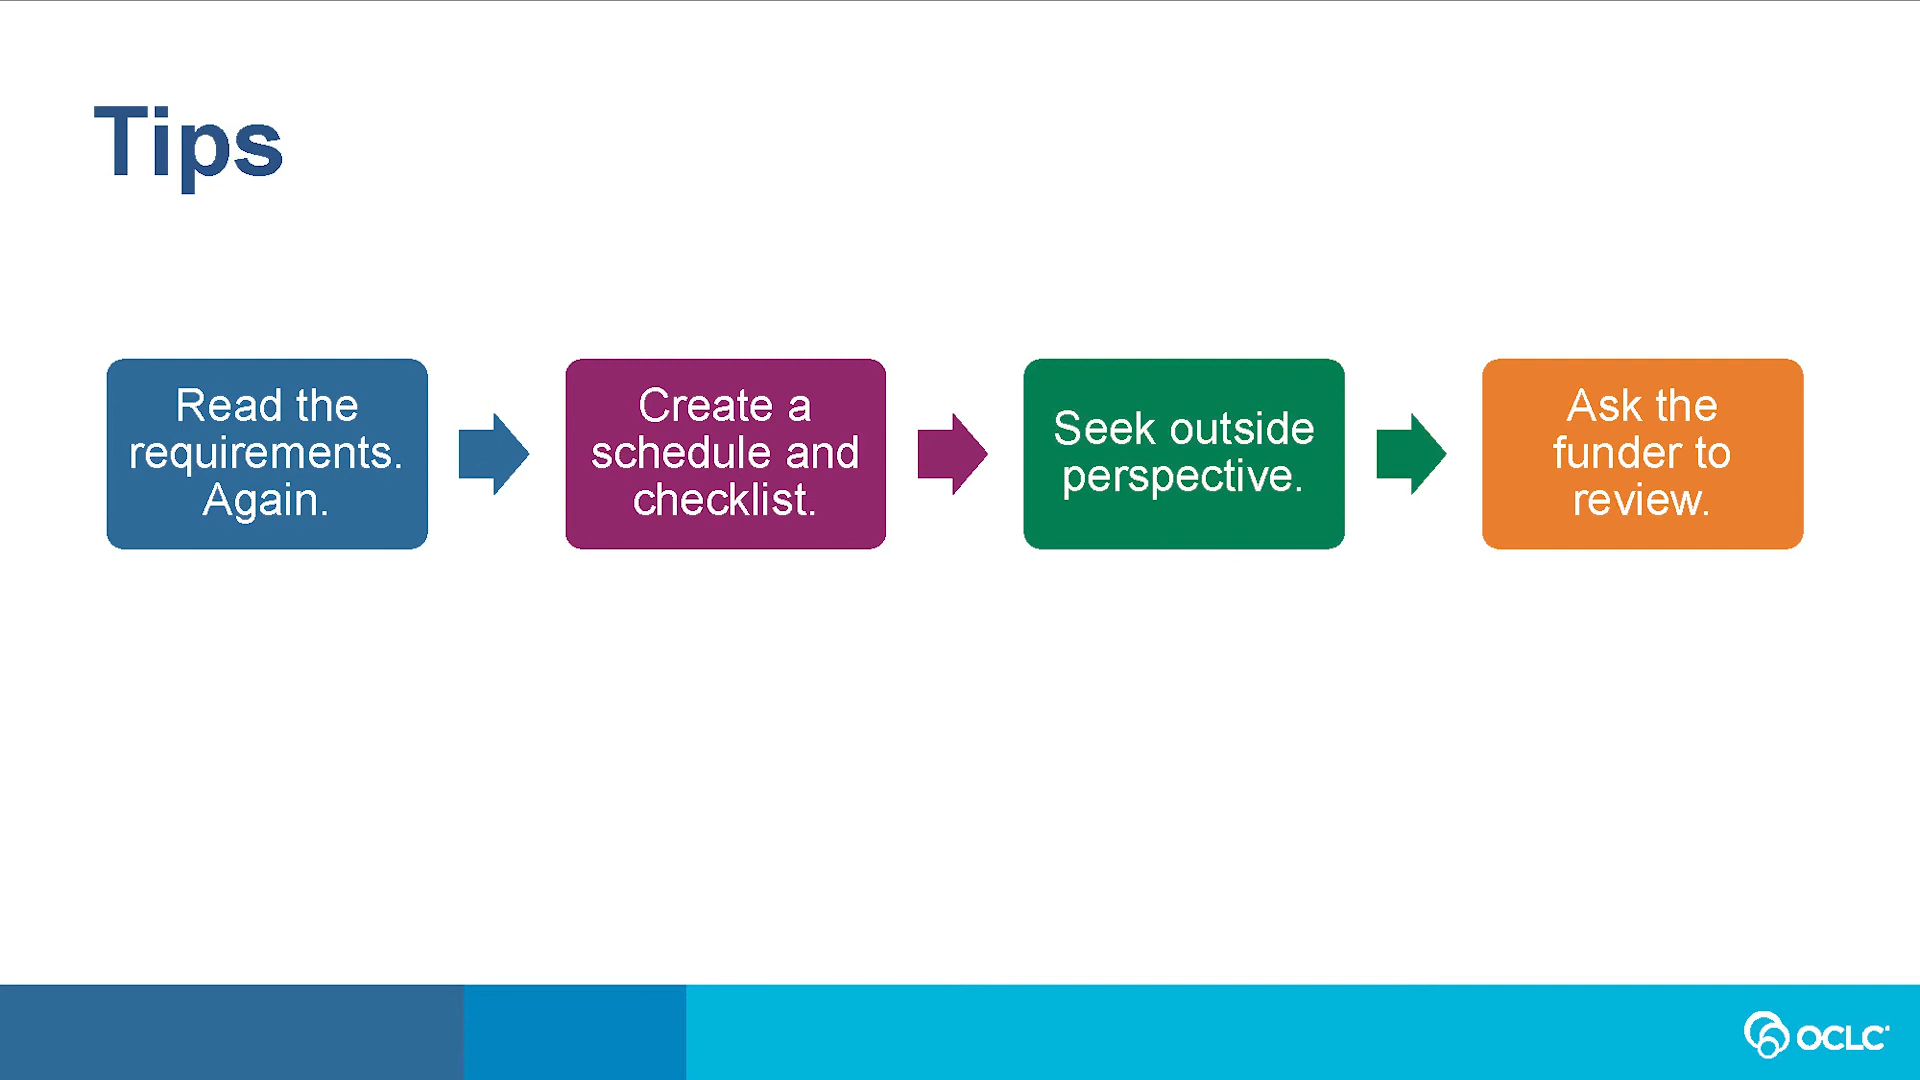 Tips
Read the
requirements.
Again.
Create a
schedule and
checklist.
Seek outside
perspective.
Ask the
funder to
review.
OCLC